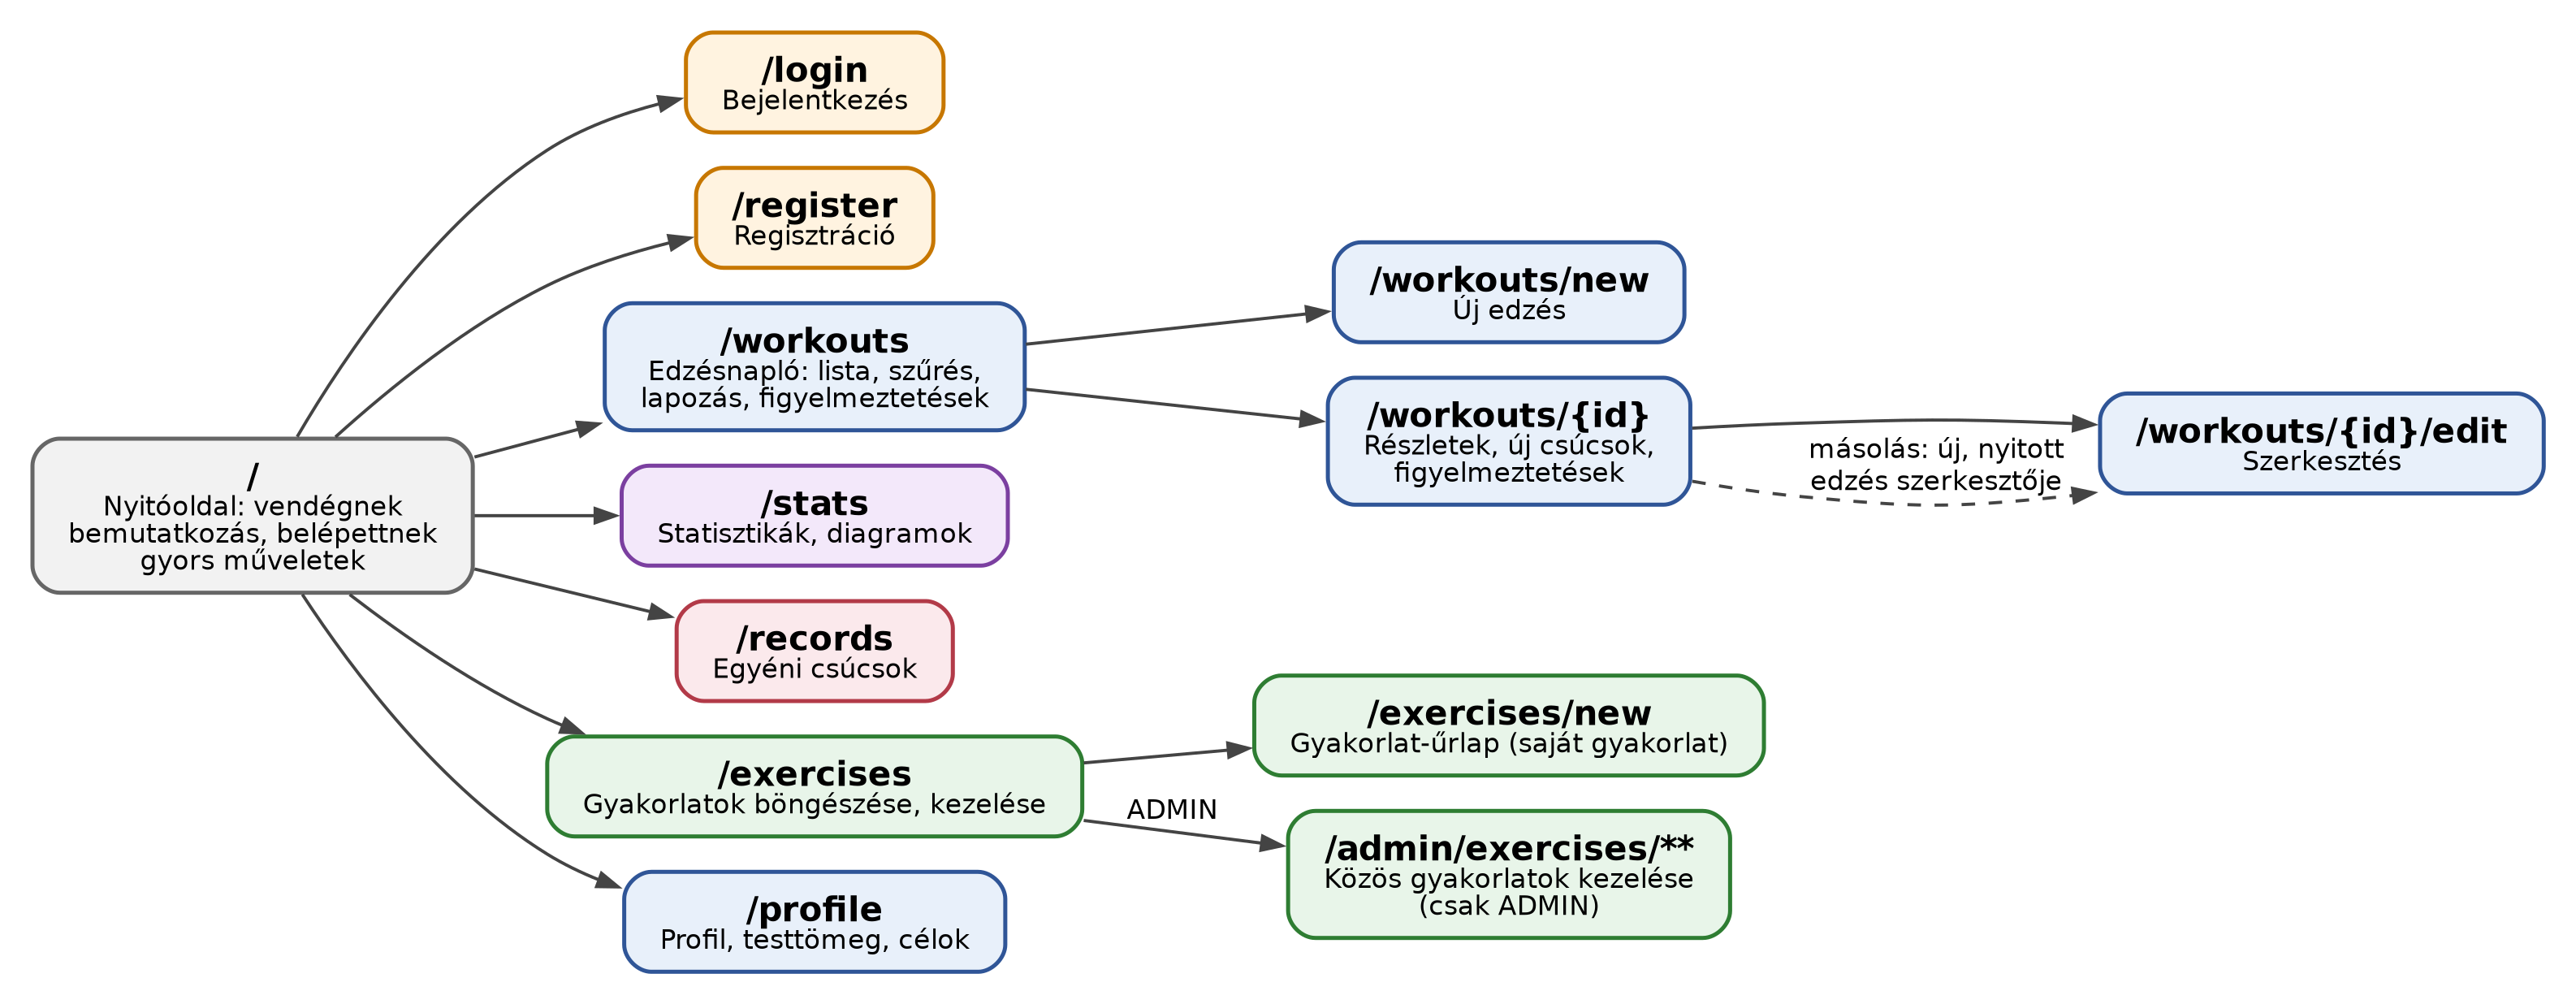 /
Nyitóoldal: vendégnek
bemutatkozás, belépettnek
gyors műveletek
/login
Bejelentkezés
/register
Regisztráció
/workouts
Edzésnapló: lista, szűrés,
lapozás, figyelmeztetések
/stats
Statisztikák, diagramok
/records
Egyéni csúcsok
/exercises
Gyakorlatok böngészése, kezelése
/profile
Profil, testtömeg, célok
/workouts/new
Új edzés
/workouts/{id}
Részletek, új csúcsok,
figyelmeztetések
másolás: új, nyitott
edzés szerkesztője
/workouts/{id}/edit
Szerkesztés
/exercises/new
Gyakorlat-űrlap (saját gyakorlat)
ADMIN
/admin/exercises/**
Közös gyakorlatok kezelése
(csak ADMIN)